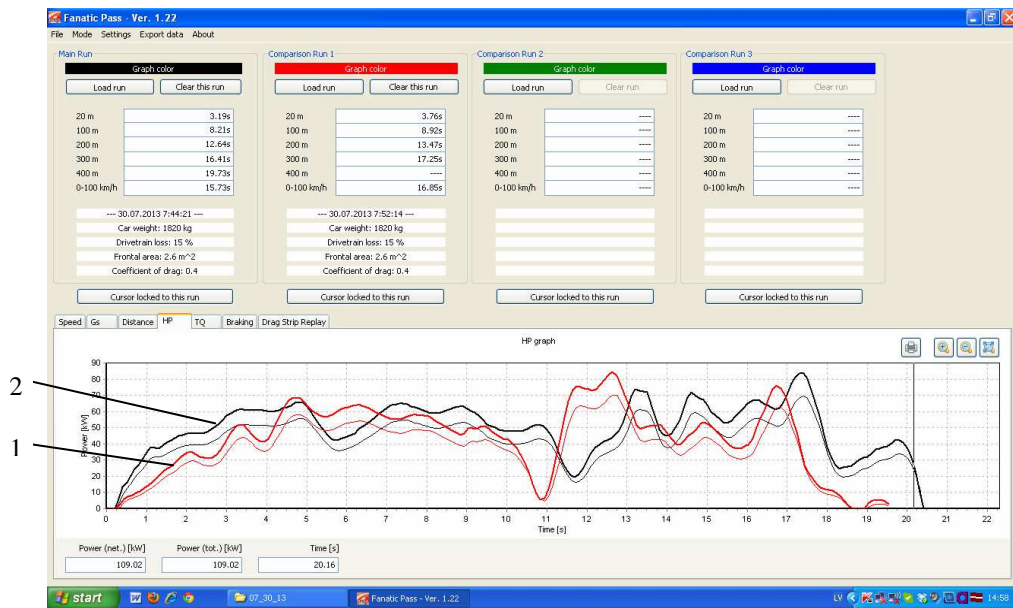 Fanatic Pass - Ver. 1.22
File Mode Settings Export data About
Main Run Comparison Run 1 Comparison Run 2 Comparison Run 3
Graph color Graph color Graph color Graph color
Load run Clear this run Load run Clear this run Load run Clear run Load run Clear run
20 m 3.19s 20 m 3.76s 20 m ---- 20 m ----
100 m 8.21s 100 m 8.92s 100 m ---- 100 m ----
200 m 12.64s 200 m 13.47s 200 m ---- 200 m ----
300 m 16.41s 300 m 17.25s 300 m ---- 300 m ----
400 m 19.73s 400 m ---- 400 m ---- 400 m ----
0-100 km/h 15.73s 0-100 km/h 16.85s 0-100 km/h ---- 0-100 km/h ----
--- 30.07.2013 7:44:21 --- --- 30.07.2013 7:52:14 ---
Car weight: 1820 kg Car weight: 1820 kg
Drivetrain loss: 15 % Drivetrain loss: 15 %
Frontal area: 2.6 m^2 Frontal area: 2.6 m^2
Coefficient of drag: 0.4 Coefficient of drag: 0.4
Cursor locked to this run Cursor locked to this run Cursor locked to this run Cursor locked to this run
Speed Gs Distance HP TQ Braking Drag Strip Replay
HP graph
90
80
70
60
50
40
30
20
10
0
Power [kW]
2
1
0 1 2 3 4 5 6 7 8 9 10 11 12 13 14 15 16 17 18 19 20 21 22
Time [s]
Power (net.) [kW] Power (tot.) [kW] Time [s]
109.02 109.02 20.16
start 07_30_13 Fanatic Pass - Ver. 1.22 LV 14:58